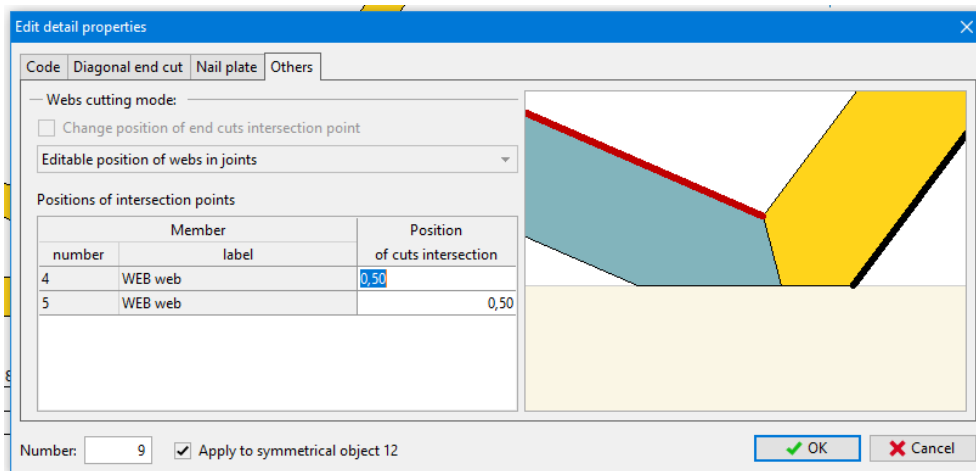 Edit detail properties
Code Diagonal end cut Nail plate Others
Webs cutting mode:
Change position of end cuts intersection point
Editable position of webs in joints
Positions of intersection points
Member Position
number label of cuts intersection
4 WEB web 0,50
5 WEB web 0,50
8
Number: 9 Apply to symmetrical object 12 OK Cancel